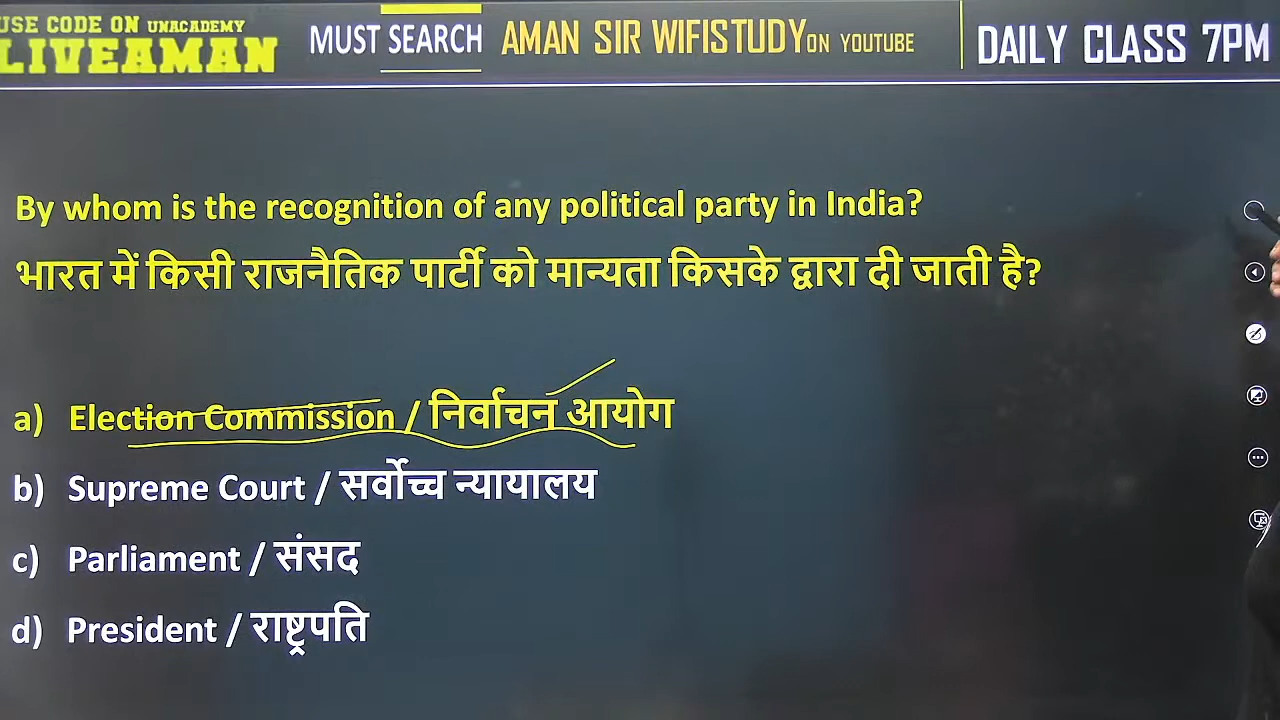 USE CODE ON UNACADEMY
LIVEAMAN
MUST SEARCH AMAN SIR WIFISTUDY ON YOUTUBE
DAILY CLASS 7PM
By whom is the recognition of any political party in India?
भारत में किसी राजनैतिक पार्टी को मान्यता किसके द्वारा दी जाती है?
a) Election Commission / निर्वाचन आयोग
b) Supreme Court / सर्वोच्च न्यायालय
c) Parliament / संसद
d) President / राष्ट्रपति